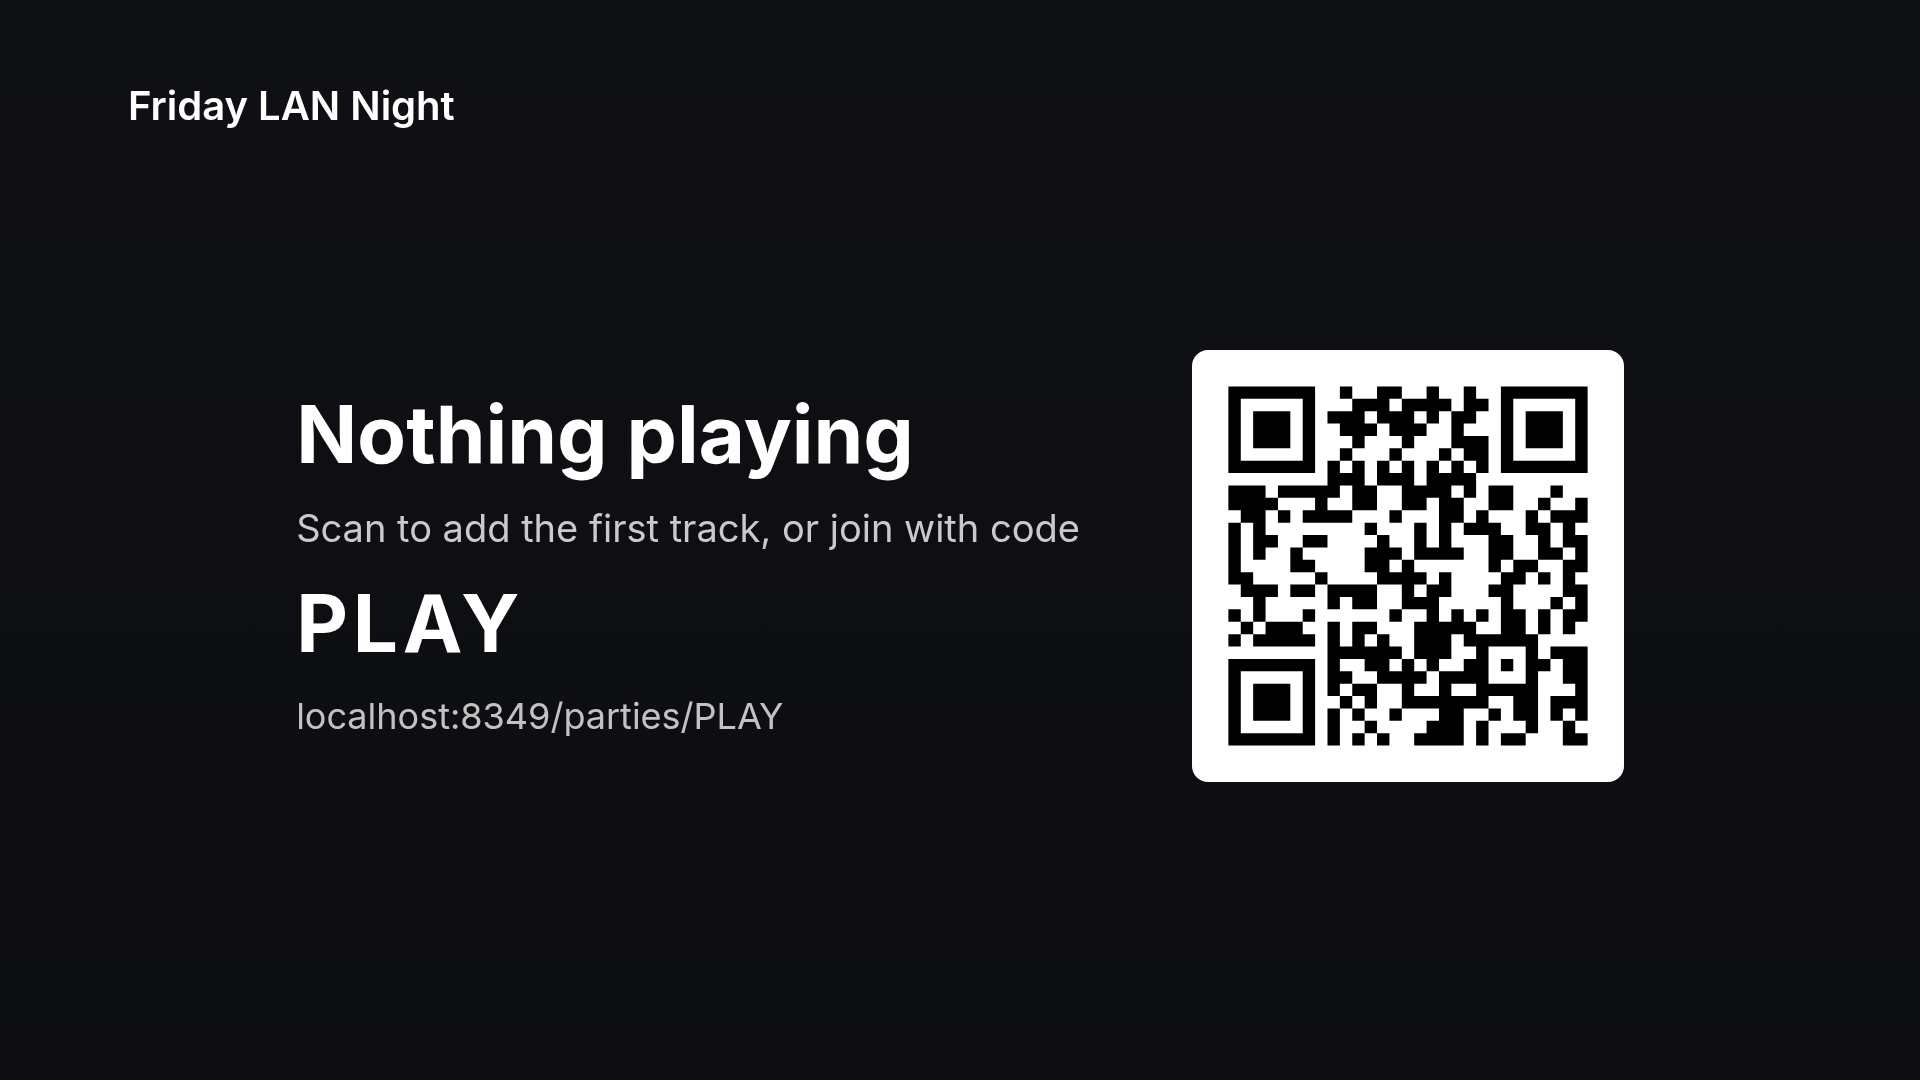 Friday LAN Night
Nothing playing
Scan to add the first track, or join with code
PLAY
localhost:8349/parties/PLAY